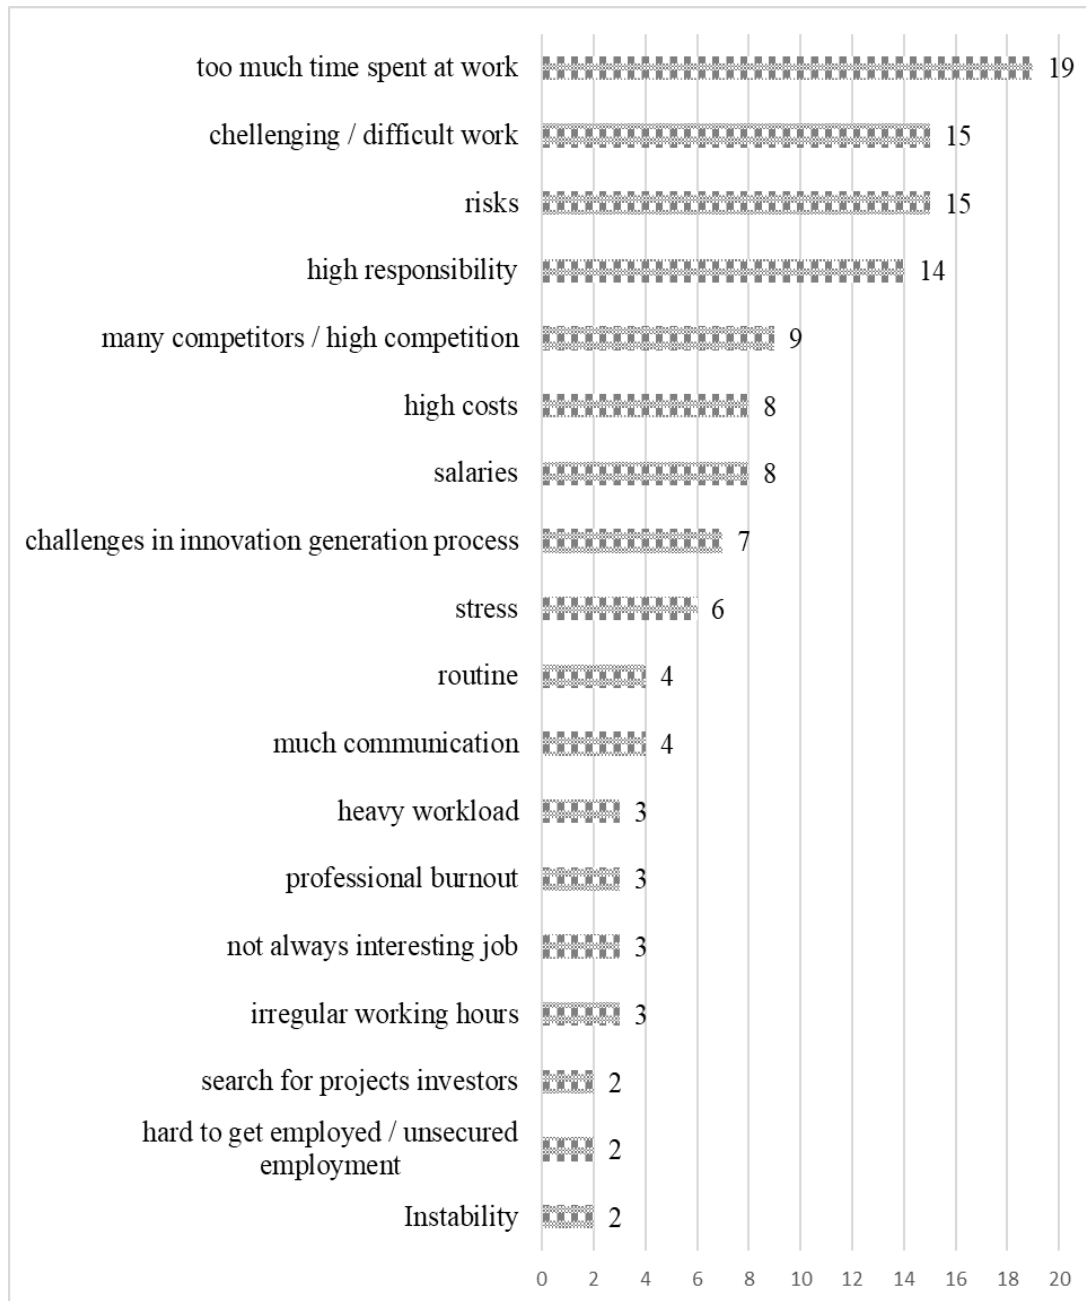 too much time spent at work 19
chellenging / difficult work 15
risks 15
high responsibility 14
many competitors / high competition 9
high costs 8
salaries 8
challenges in innovation generation process 7
stress 6
routine 4
much communication 4
heavy workload 3
professional burnout 3
not always interesting job 3
irregular working hours 3
search for projects investors 2
hard to get employed / unsecured
employment 2
Instability 2
0 2 4 6 8 10 12 14 16 18 20